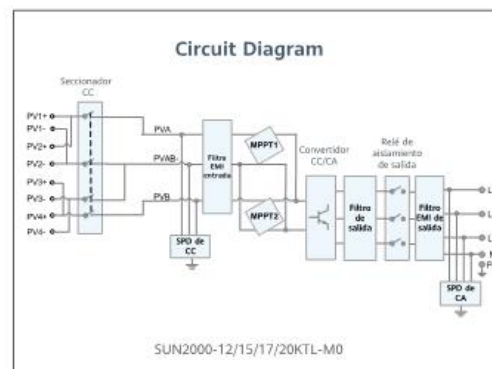 Circuit Diagram
Seccionador
CC
PV1+
PV1-
PV2+
PV2-
PV3+
PV3-
PV4+
PV4-
PVA
PVAB-
PVB
SPD de
CC
Filtro
EMI
entrada
MPPT1
MPPT2
Convertidor
CC/CA
Filtro
de
salida
Relé de
aislamiento
de salida
Filtro
EMI de
salida
L
L
L
N
P
SPD de
CA
SUN2000-12/15/17/20KTL-M0